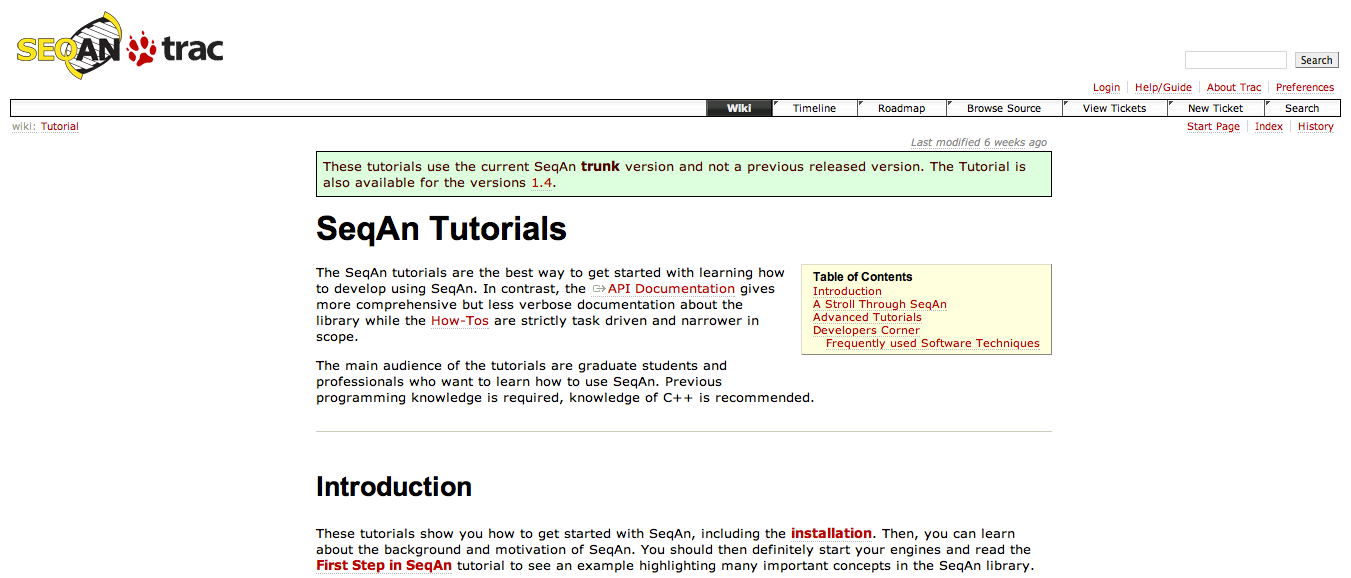 SEQAN trac
Search
Login Help/Guide About Trac Preferences
Wiki Timeline Roadmap Browse Source View Tickets New Ticket Search
wiki: Tutorial
Start Page Index History
Last modified 6 weeks ago
These tutorials use the current SeqAn trunk version and not a previous released version. The Tutorial is
also available for the versions 1.4.
SeqAn Tutorials
The SeqAn tutorials are the best way to get started with learning how
to develop using SeqAn. In contrast, the API Documentation gives
more comprehensive but less verbose documentation about the
library while the How-Tos are strictly task driven and narrower in
scope.
Table of Contents
Introduction
A Stroll Through SeqAn
Advanced Tutorials
Developers Corner
Frequently used Software Techniques
The main audience of the tutorials are graduate students and
professionals who want to learn how to use SeqAn. Previous
programming knowledge is required, knowledge of C++ is recommended.
Introduction
These tutorials show you how to get started with SeqAn, including the installation. Then, you can learn
about the background and motivation of SeqAn. You should then definitely start your engines and read the
First Step in SeqAn tutorial to see an example highlighting many important concepts in the SeqAn library.